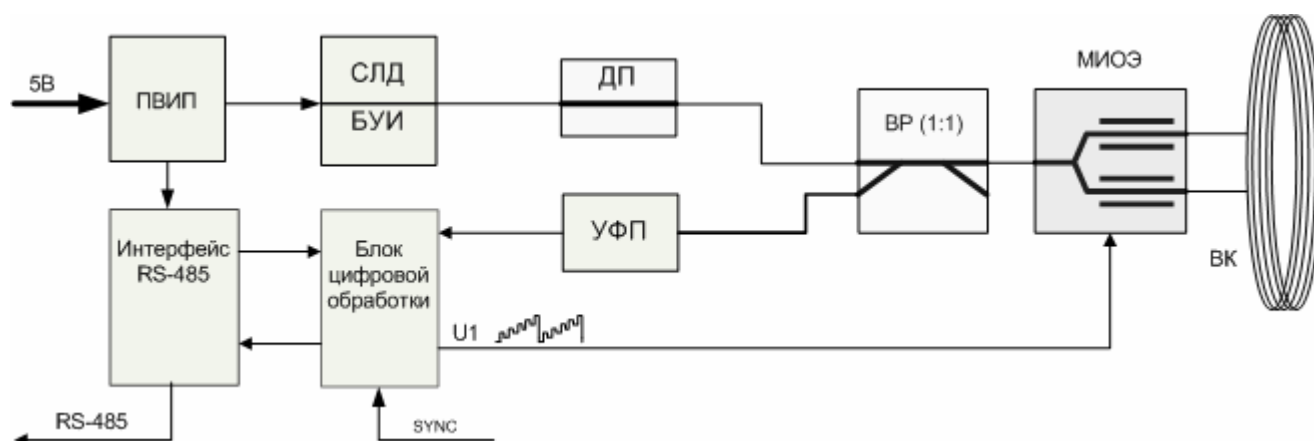 5В
ПВИП
СЛД
БУИ
ДП
ВР (1:1)
МИОЭ
ВК
Интерфейс
RS-485
Блок
цифровой
обработки
УФП
U1
RS-485
SYNC